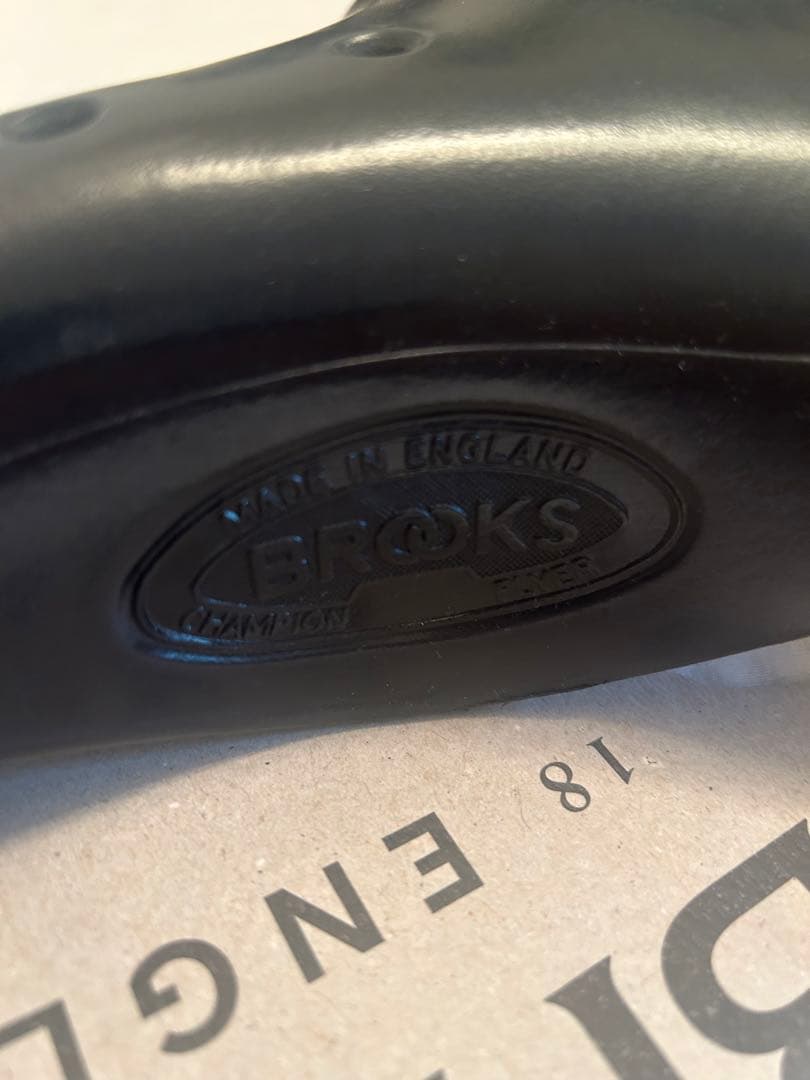 MADE IN ENGLAND
BROOKS
CHAMPION FLYER
18
ENGL